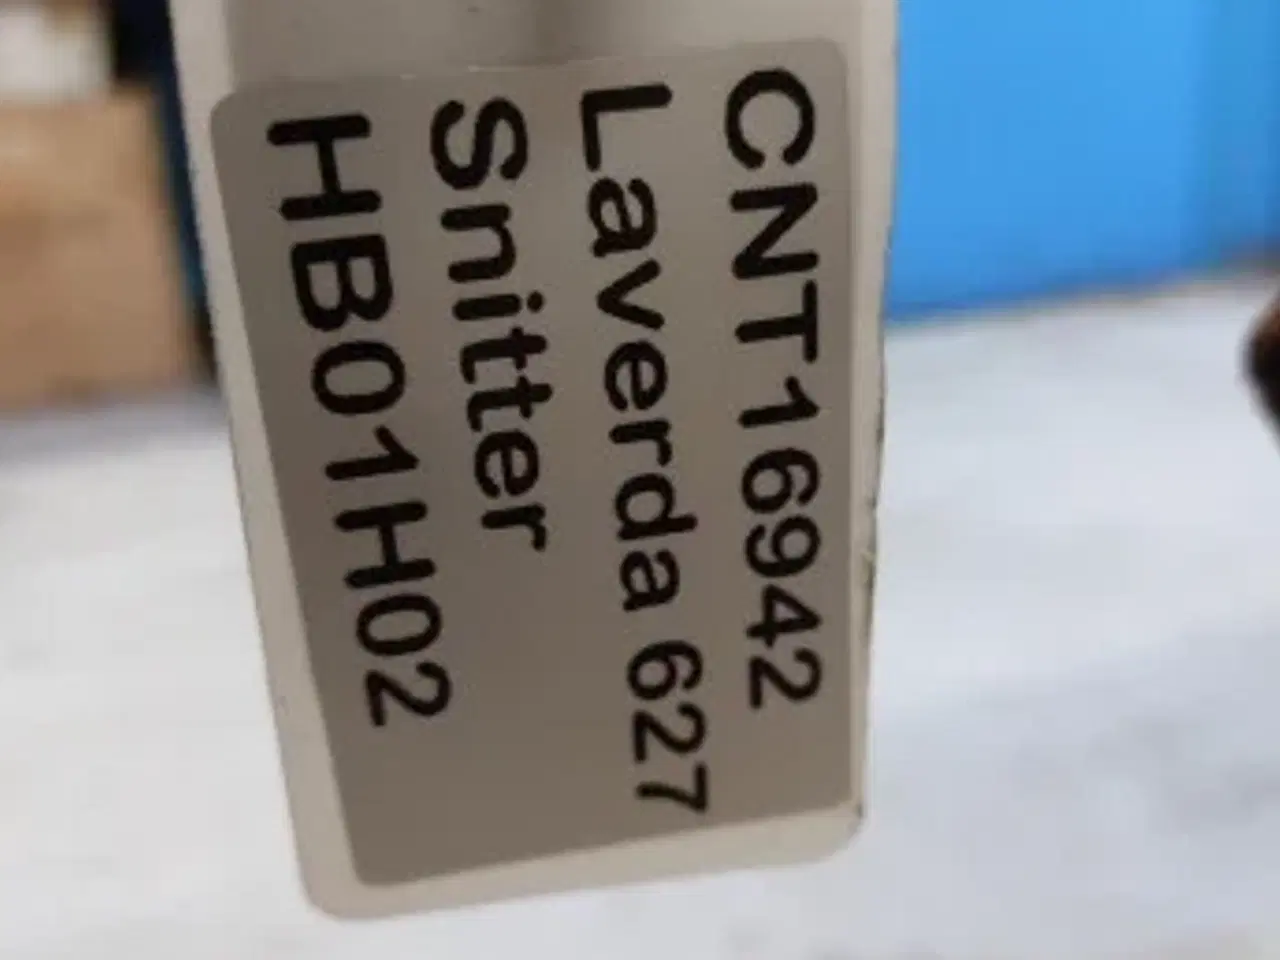 CNT16942
Laverda 627
Snitter
HB01H02